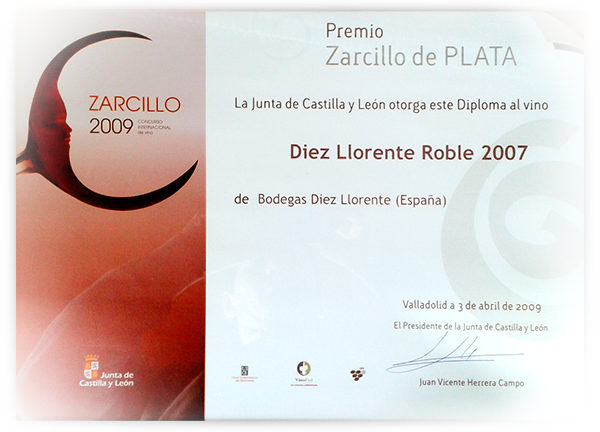 Premio
Zarcillo de PLATA
ZARCILLO
2009
CONCURSO
INTERNACIONAL
del vino
La Junta de Castilla y León otorga este Diploma al vino
Diez Llorente Roble 2007
de Bodegas Diez Llorente (España)
Valladolid a 3 de abril de 2009
El Presidente de la Junta de Castilla y León
Juan Vicente Herrera Campo
Junta de
Castilla y León